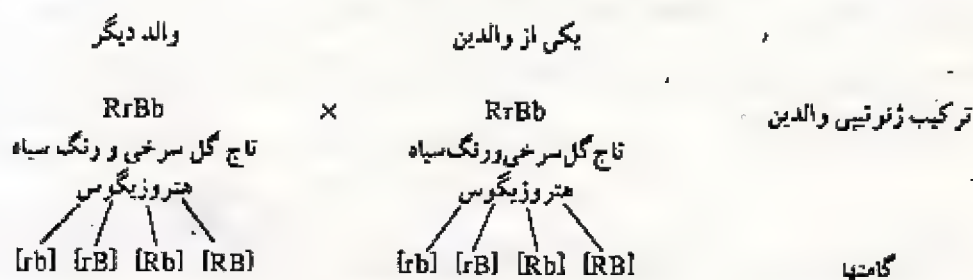 یکی از والدین والد دیگر
ترکیب ژنوتیپی والدین RrBb × RrBb
تاج گل سرخی و رنگ سیاه تاج گل سرخی و رنگ سیاه
هتروزیگوس هتروزیگوس
گامتها [rb] [rB] [Rb] [RB] [rb] [rB] [Rb] [RB]